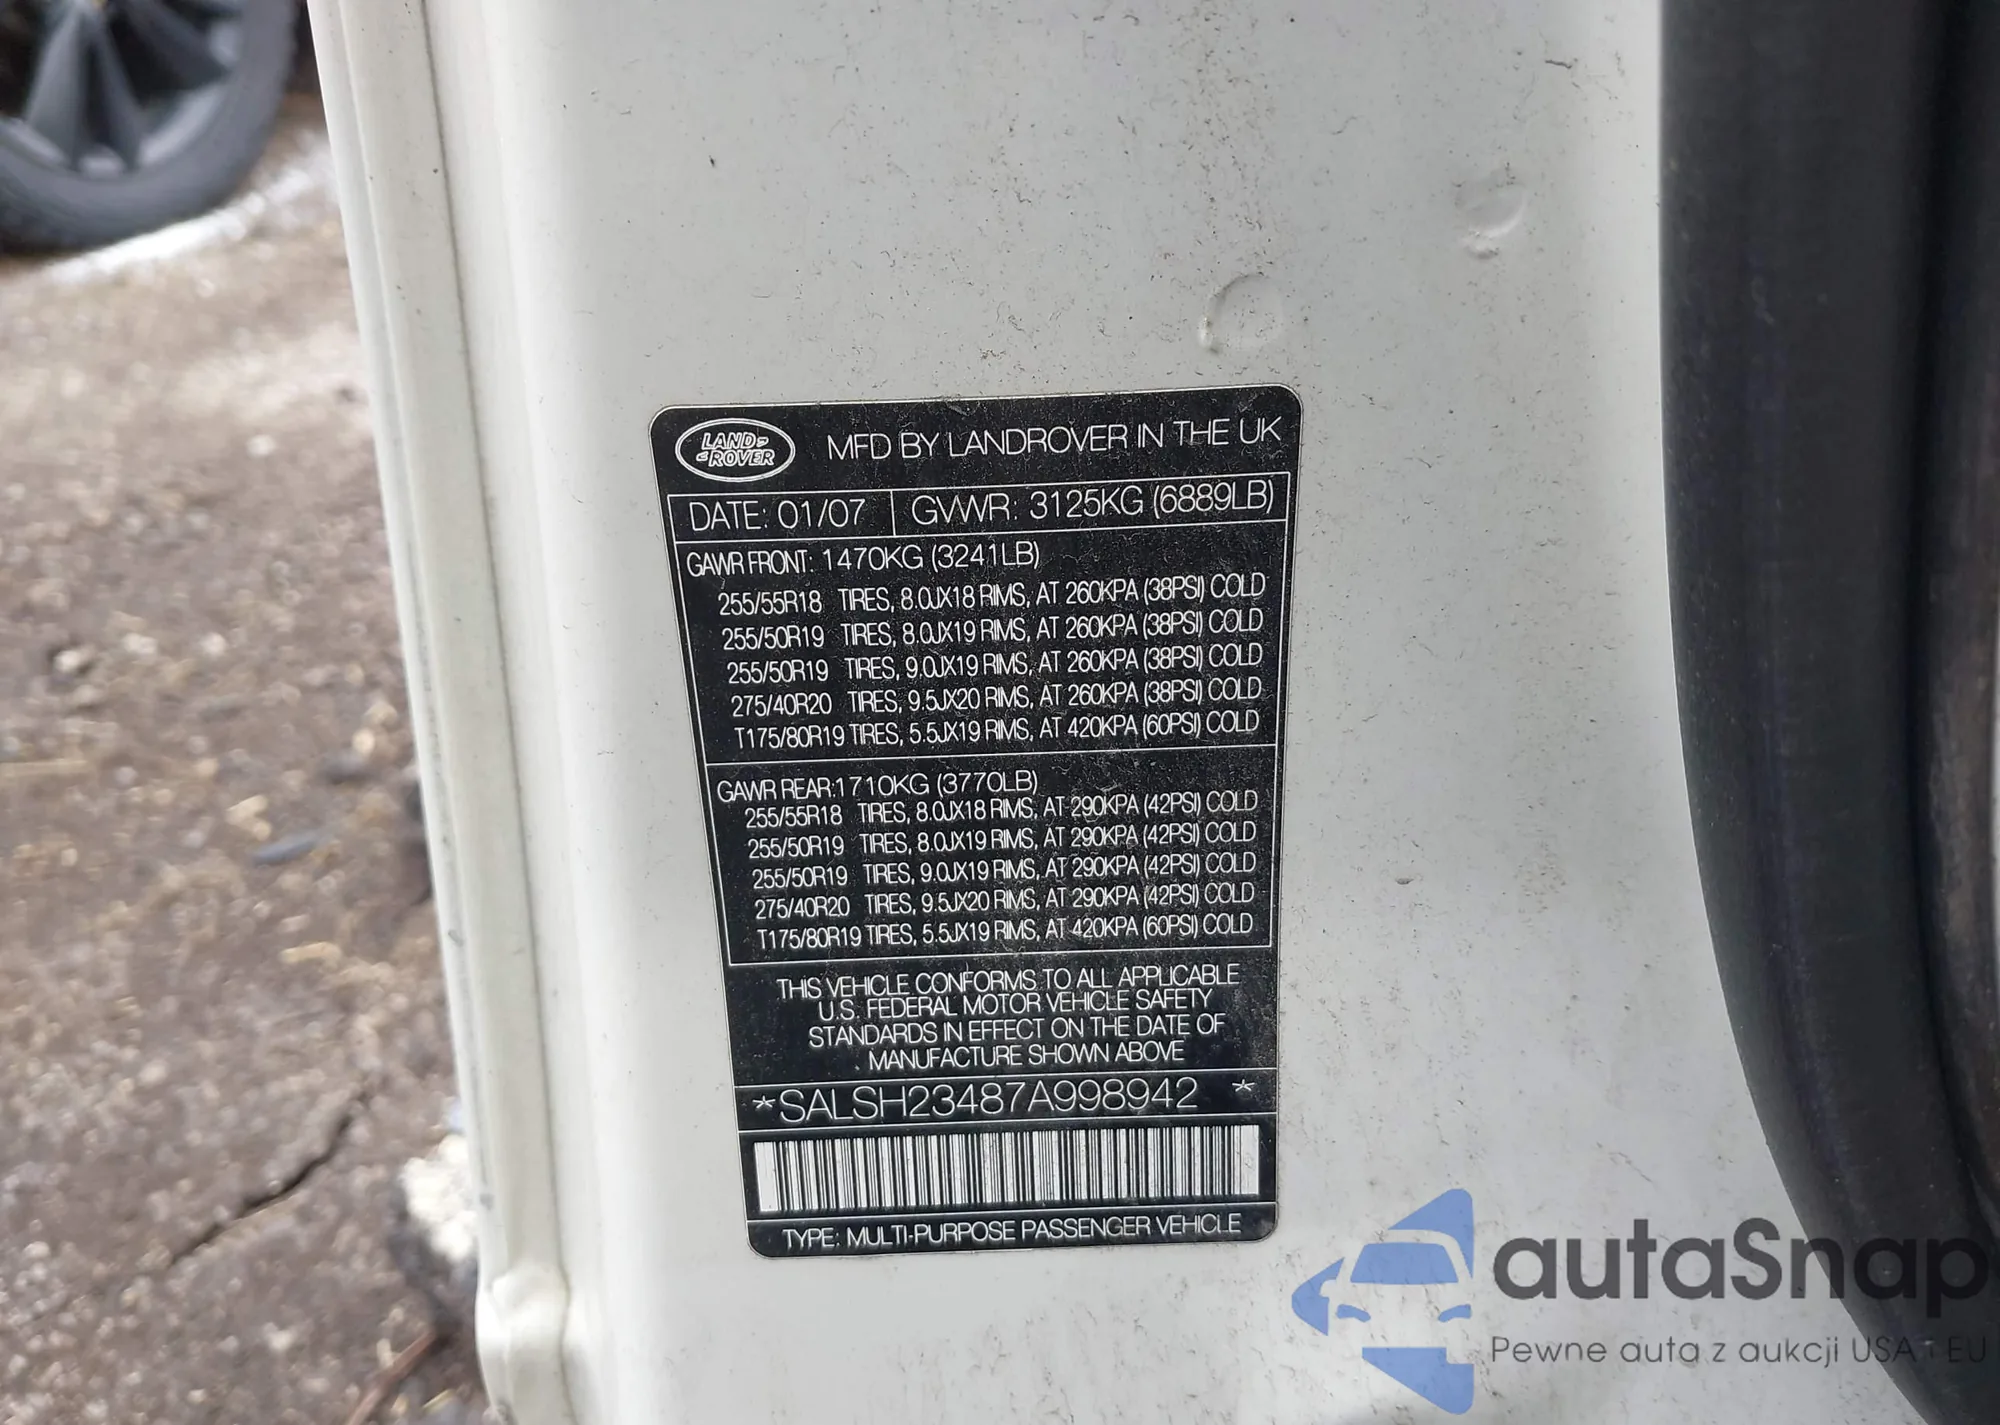 LAND
ROVER
MFD BY LANDROVER IN THE UK
DATE: 01/07 GVWR: 3125KG (6889LB)
GAWR FRONT: 1470KG (3241LB)
255/55R18 TIRES, 8.0JX18 RIMS, AT 260KPA (38PSI) COLD
255/50R19 TIRES, 8.0JX19 RIMS, AT 260KPA (38PSI) COLD
255/50R19 TIRES, 9.0JX19 RIMS, AT 260KPA (38PSI) COLD
275/40R20 TIRES, 9.5JX20 RIMS, AT 260KPA (38PSI) COLD
T175/80R19 TIRES, 5.5JX19 RIMS, AT 420KPA (60PSI) COLD
GAWR REAR:1710KG (3770LB)
255/55R18 TIRES, 8.0JX18 RIMS, AT 290KPA (42PSI) COLD
255/50R19 TIRES, 8.0JX19 RIMS, AT 290KPA (42PSI) COLD
255/50R19 TIRES, 9.0JX19 RIMS, AT 290KPA (42PSI) COLD
275/40R20 TIRES, 9.5JX20 RIMS, AT 290KPA (42PSI) COLD
T175/80R19 TIRES, 5.5JX19 RIMS, AT 420KPA (60PSI) COLD
THIS VEHICLE CONFORMS TO ALL APPLICABLE
U.S. FEDERAL MOTOR VEHICLE SAFETY
STANDARDS IN EFFECT ON THE DATE OF
MANUFACTURE SHOWN ABOVE
*SALSH23487A998942 *
TYPE: MULTI-PURPOSE PASSENGER VEHICLE
autaSnap
Pewne auta z aukcji USA i EU